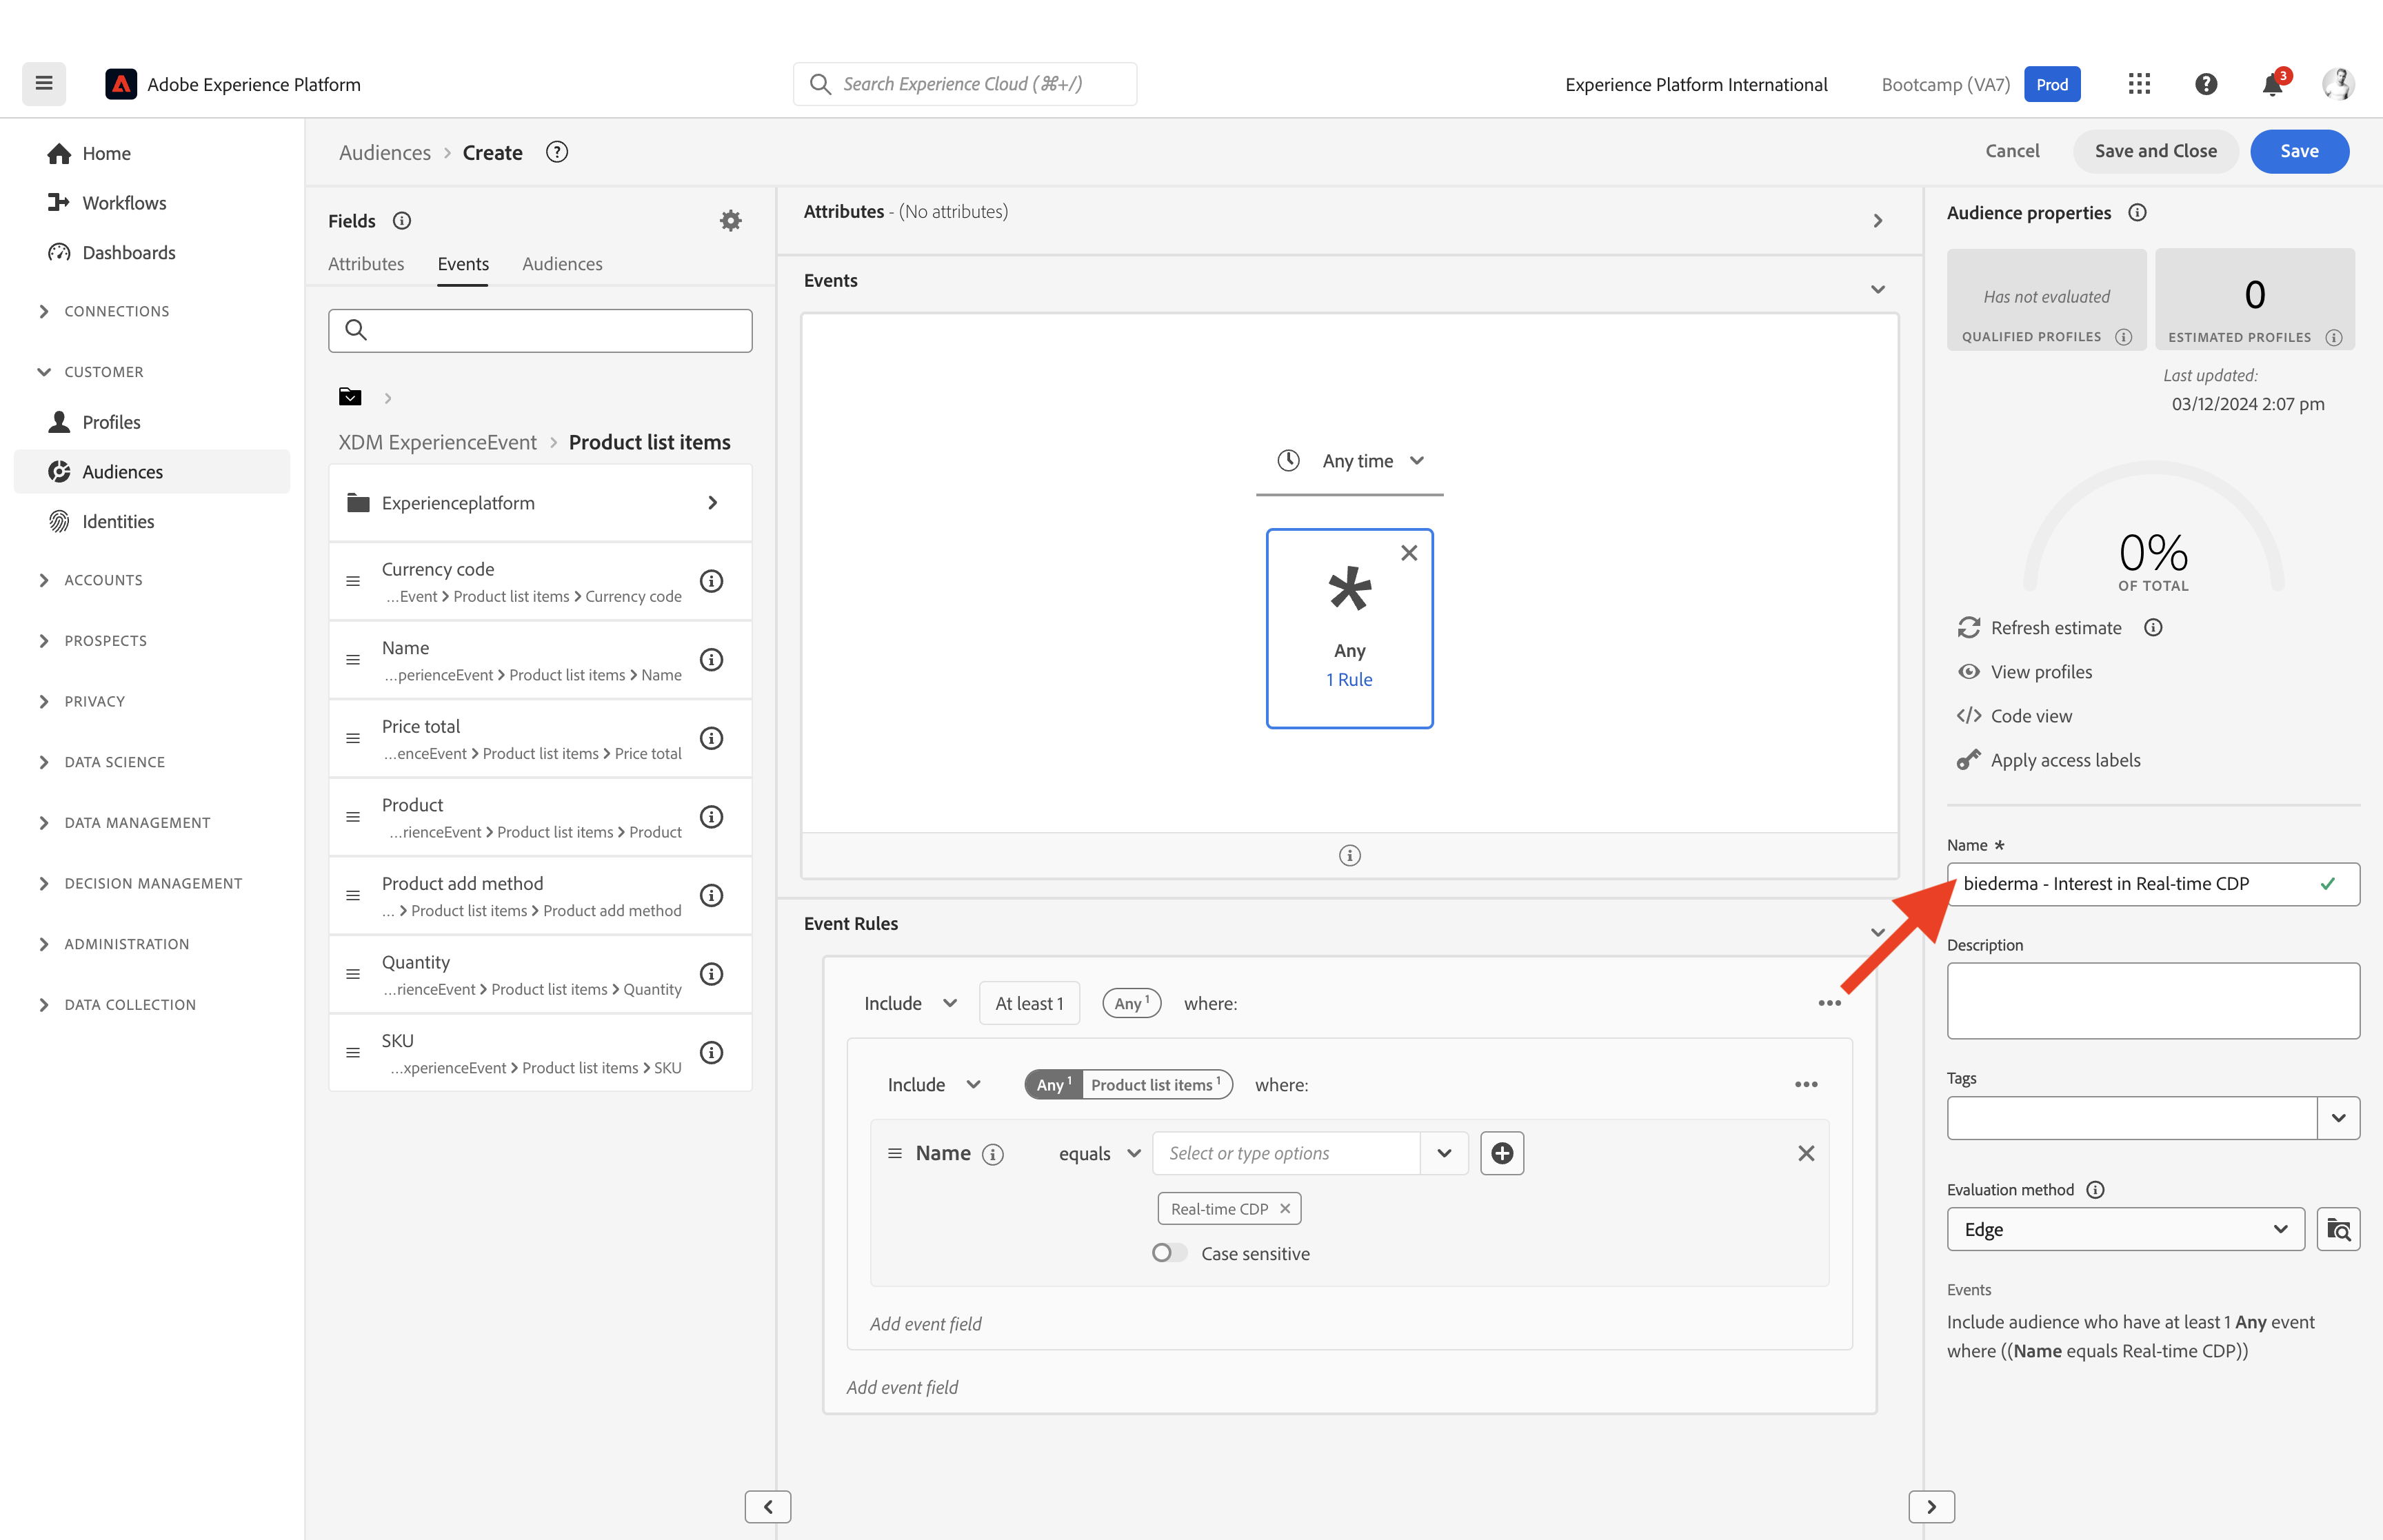 Adobe Experience Platform
Search Experience Cloud (⌘+/)
Experience Platform International
Bootcamp (VA7)
Prod
3
Home
Workflows
Dashboards
CONNECTIONS
CUSTOMER
Profiles
Audiences
Identities
ACCOUNTS
PROSPECTS
PRIVACY
DATA SCIENCE
DATA MANAGEMENT
DECISION MANAGEMENT
ADMINISTRATION
DATA COLLECTION
Audiences > Create
Cancel
Save and Close
Save
Fields
Attributes Events Audiences
XDM ExperienceEvent > Product list items
Experienceplatform
Currency code
...Event > Product list items > Currency code
Name
...perienceEvent > Product list items > Name
Price total
...enceEvent > Product list items > Price total
Product
...rienceEvent > Product list items > Product
Product add method
... > Product list items > Product add method
Quantity
...rienceEvent > Product list items > Quantity
SKU
...xperienceEvent > Product list items > SKU
Attributes - (No attributes)
Events
Any time
Any
1 Rule
Event Rules
Include At least 1 Any 1 where:
Include Any 1 Product list items 1 where:
Name equals Select or type options
Real-time CDP
Case sensitive
Add event field
Add event field
Audience properties
Has not evaluated
QUALIFIED PROFILES
0
ESTIMATED PROFILES
Last updated:
03/12/2024 2:07 pm
0%
OF TOTAL
Refresh estimate
View profiles
Code view
Apply access labels
Name *
biederma - Interest in Real-time CDP
Description
Tags
Evaluation method
Edge
Events
Include audience who have at least 1 Any event
where ((Name equals Real-time CDP))